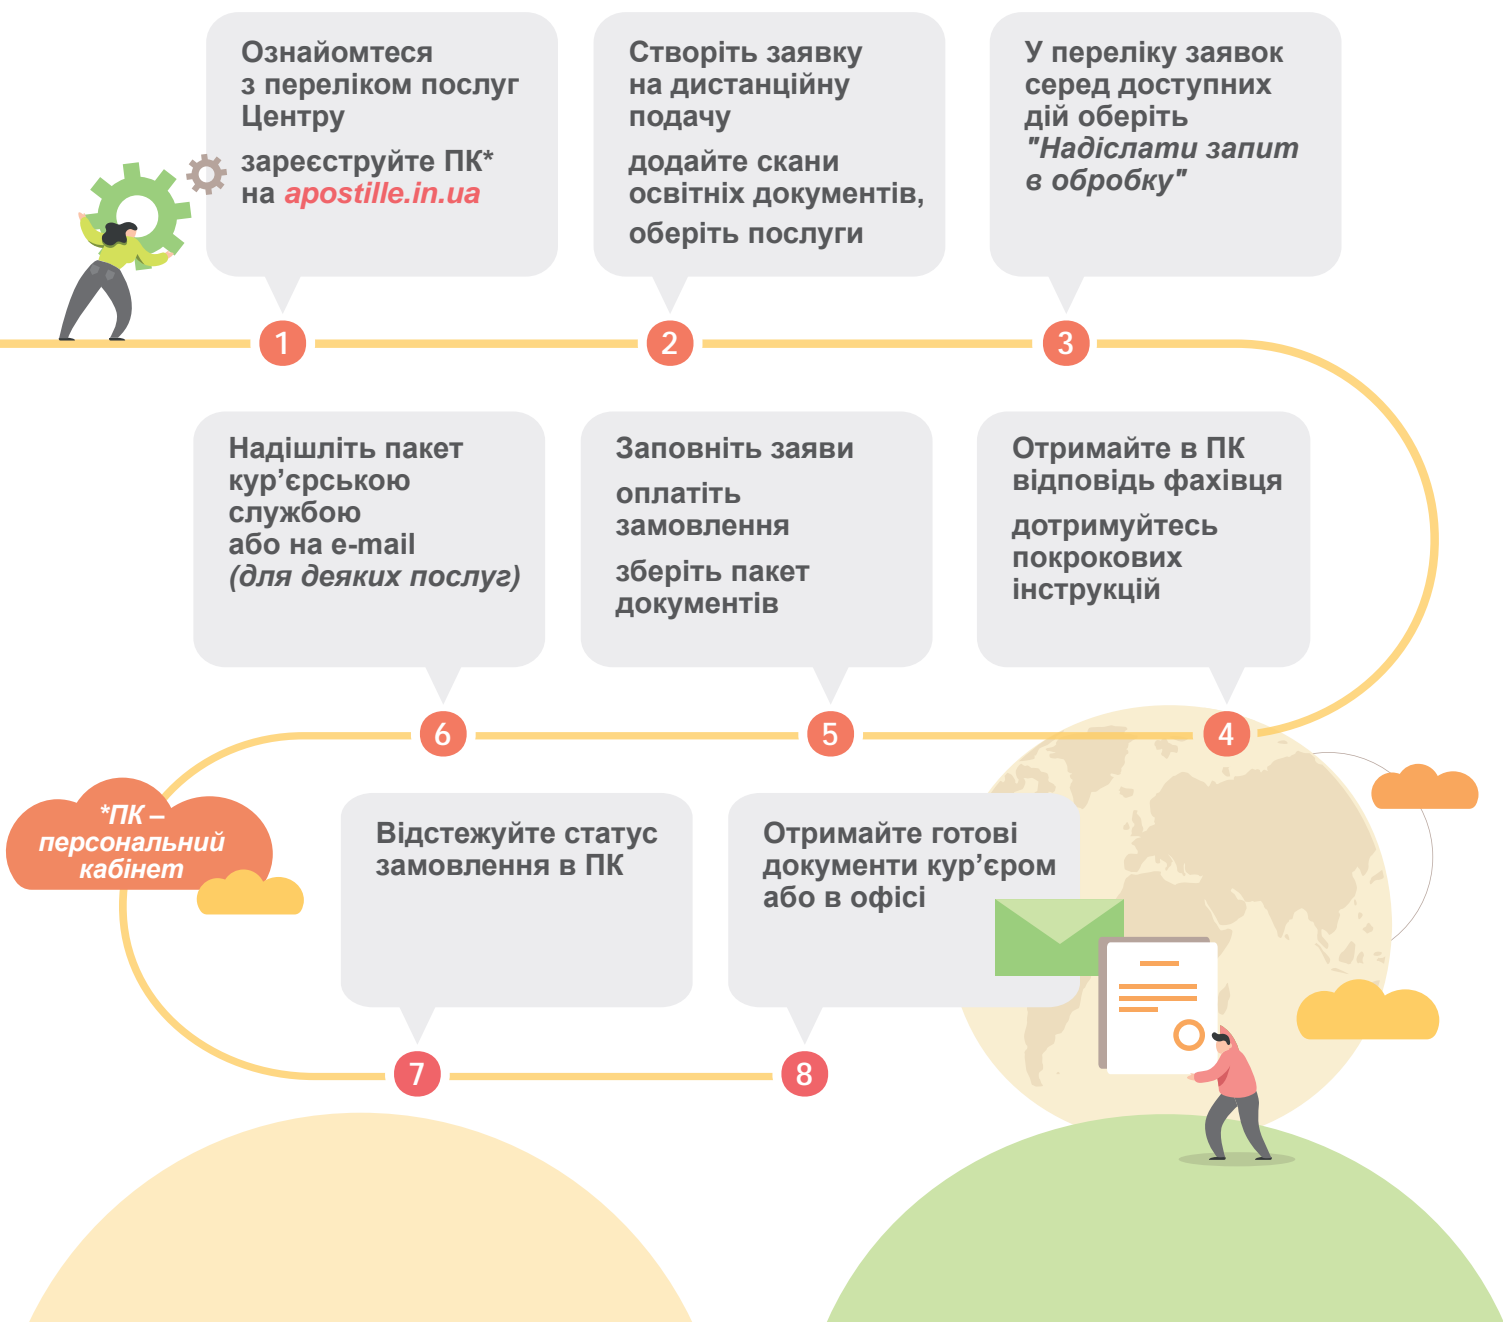 Ознайомтеся
з переліком послуг
Центру
зареєструйте ПК*
на apostille.in.ua
1
Створіть заявку
на дистанційну
подачу
додайте скани
освітніх документів,
оберіть послуги
2
У переліку заявок
серед доступних
дій оберіть
"Надіслати запит
в обробку"
3
Отримайте в ПК
відповідь фахівця
дотримуйтесь
покрокових
інструкцій
4
Заповніть заяви
оплатіть
замовлення
зберіть пакет
документів
5
Надішліть пакет
кур’єрською
службою
або на e-mail
(для деяких послуг)
6
*ПК –
персональний
кабінет
Відстежуйте статус
замовлення в ПК
7
Отримайте готові
документи кур’єром
або в офісі
8